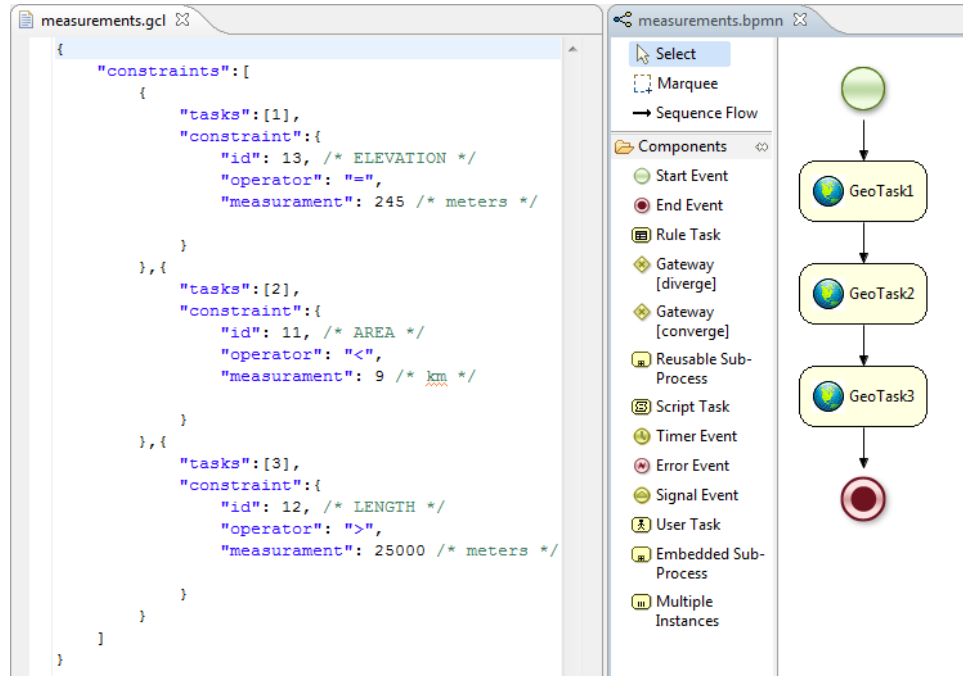 measurements.gcl
{
"constraints":[
{
"tasks":[1],
"constraint":{
"id": 13, /* ELEVATION */
"operator": "=",
"measurament": 245 /* meters */
}
},{
"tasks":[2],
"constraint":{
"id": 11, /* AREA */
"operator": "<",
"measurament": 9 /* km */
}
},{
"tasks":[3],
"constraint":{
"id": 12, /* LENGTH */
"operator": ">",
"measurament": 25000 /* meters */
}
}
]
}
measurements.bpmn
Select
Marquee
Sequence Flow
Components
Start Event
End Event
Rule Task
Gateway
[diverge]
Gateway
[converge]
Reusable Sub-
Process
Script Task
Timer Event
Error Event
Signal Event
User Task
Embedded Sub-
Process
Multiple
Instances
GeoTask1
GeoTask2
GeoTask3